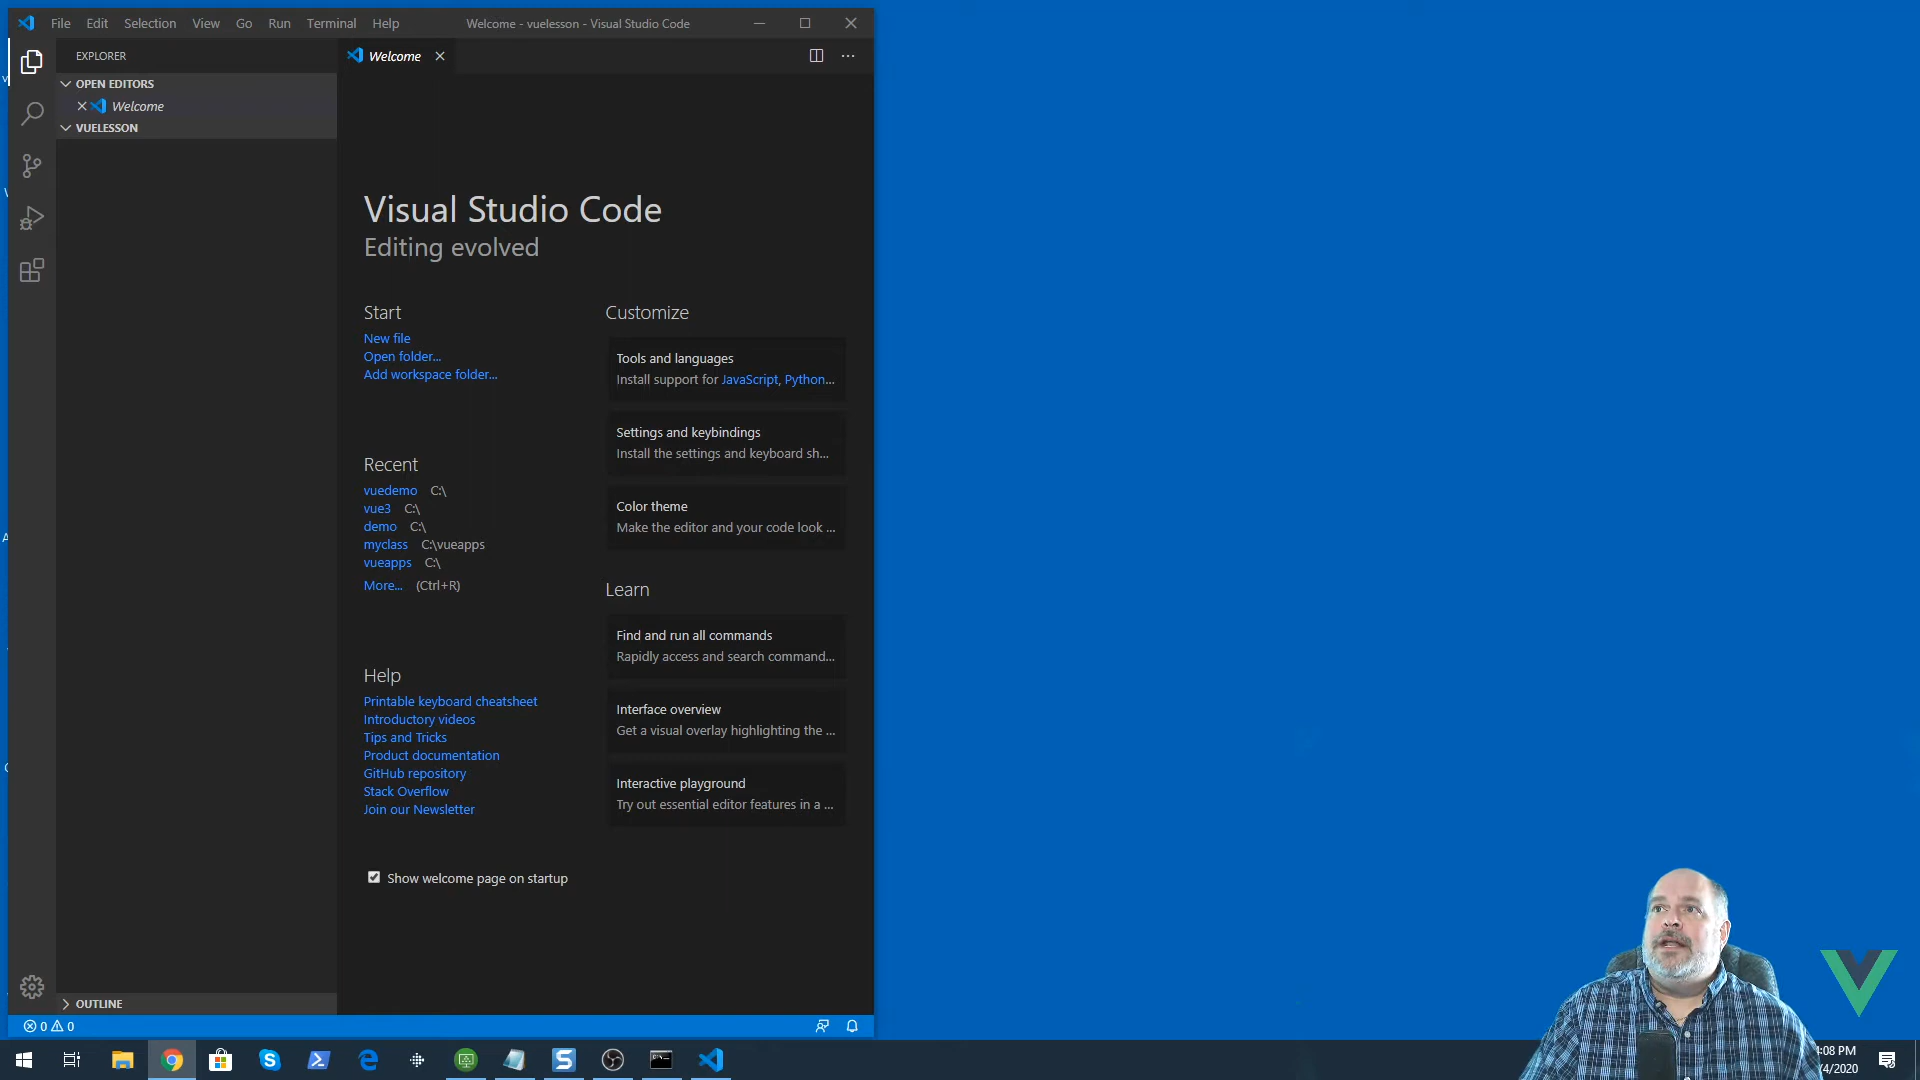 File Edit Selection View Go Run Terminal Help
Welcome - vuelesson - Visual Studio Code
EXPLORER
OPEN EDITORS
Welcome
VUELESSON
OUTLINE
Welcome
Visual Studio Code
Editing evolved
Start
New file
Open folder...
Add workspace folder...
Recent
vuedemo C:\
vue3 C:\
demo C:\
myclass C:\vueapps
vueapps C:\
More... (Ctrl+R)
Help
Printable keyboard cheatsheet
Introductory videos
Tips and Tricks
Product documentation
GitHub repository
Stack Overflow
Join our Newsletter
Show welcome page on startup
Customize
Tools and languages
Install support for JavaScript, Python...
Settings and keybindings
Install the settings and keyboard sh...
Color theme
Make the editor and your code look ...
Learn
Find and run all commands
Rapidly access and search command...
Interface overview
Get a visual overlay highlighting the ...
Interactive playground
Try out essential editor features in a ...
0 0
:08 PM
/4/2020